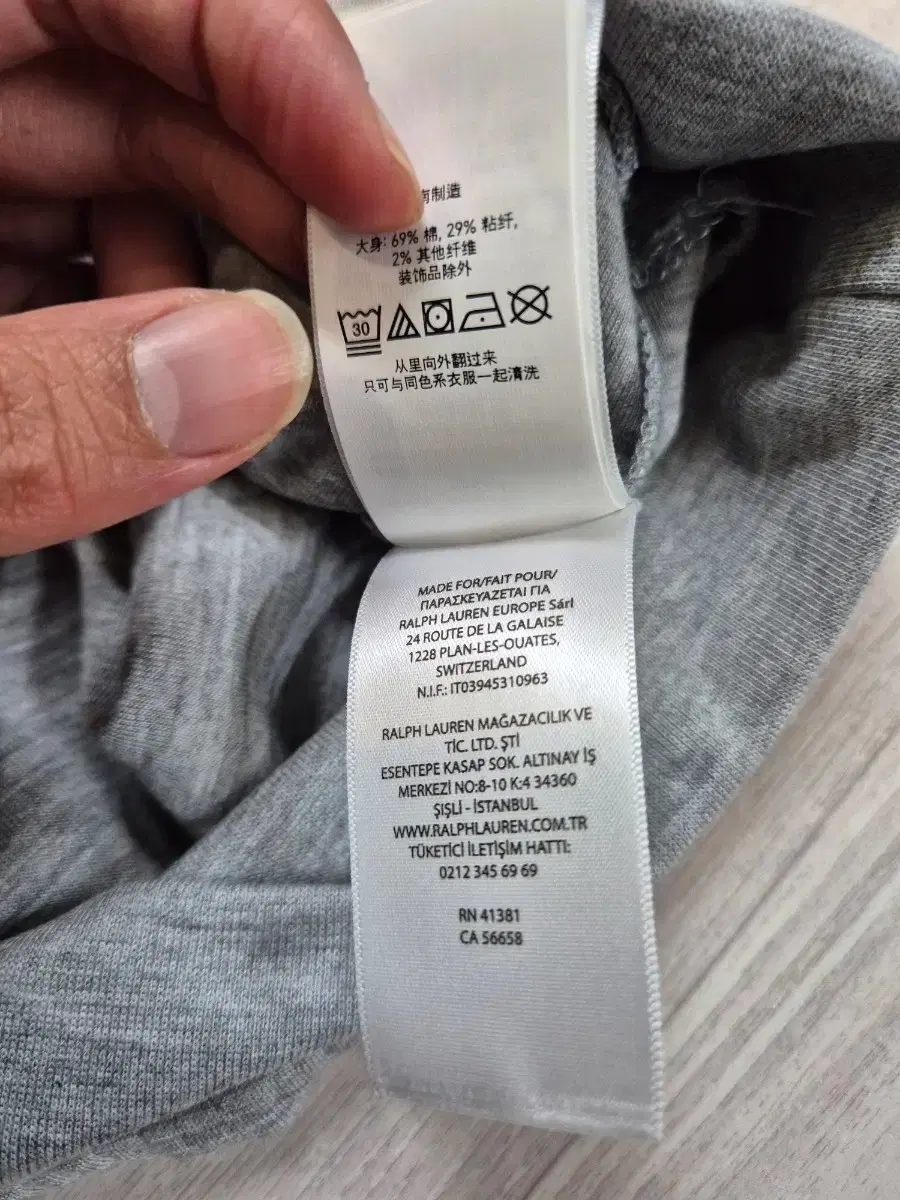 南制造
大身: 69% 棉, 29% 粘纤,
2% 其他纤维
装饰品除外
30
从里向外翻过来
只可与同色系衣服一起清洗
MADE FOR/FAIT POUR/
ΠΑΡΑΣΚΕΥΑΖΕΤΑΙ ΓΙΑ
RALPH LAUREN EUROPE Sárl
24 ROUTE DE LA GALAISE
1228 PLAN-LES-OUATES,
SWITZERLAND
N.I.F.: IT03945310963
RALPH LAUREN MAĞAZACILIK VE
TİC. LTD. ŞTİ
ESENTEPE KASAP SOK. ALTINAY İŞ
MERKEZİ NO:8-10 K:4 34360
ŞIŞLİ - İSTANBUL
WWW.RALPHLAUREN.COM.TR
TÜKETİCİ İLETİŞİM HATTI:
0212 345 69 69
RN 41381
CA 56658